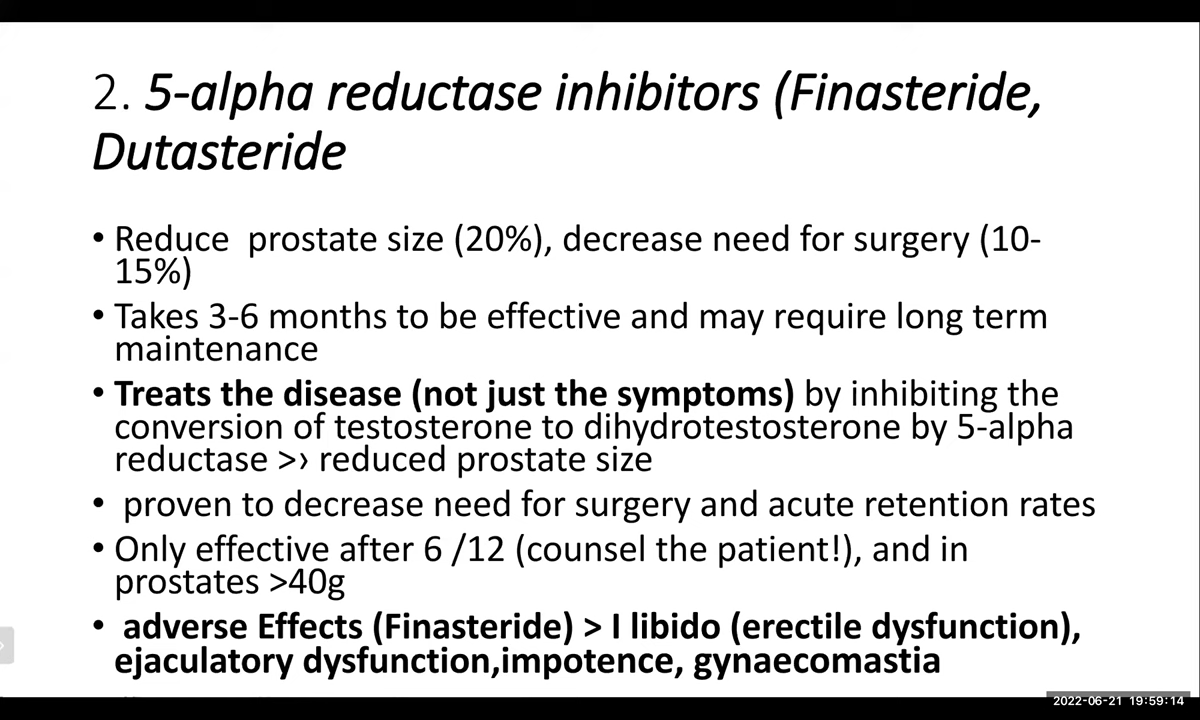 2. 5-alpha reductase inhibitors (Finasteride,
Dutasteride
• Reduce  prostate size (20%), decrease need for surgery (10-
15%)
• Takes 3-6 months to be effective and may require long term
maintenance
• Treats the disease (not just the symptoms) by inhibiting the
conversion of testosterone to dihydrotestosterone by 5-alpha
reductase >› reduced prostate size
•  proven to decrease need for surgery and acute retention rates
• Only effective after 6 /12 (counsel the patient!), and in
prostates >40g
•  adverse Effects (Finasteride) > I libido (erectile dysfunction),
ejaculatory dysfunction,impotence, gynaecomastia
2022-06-21 19:59:14